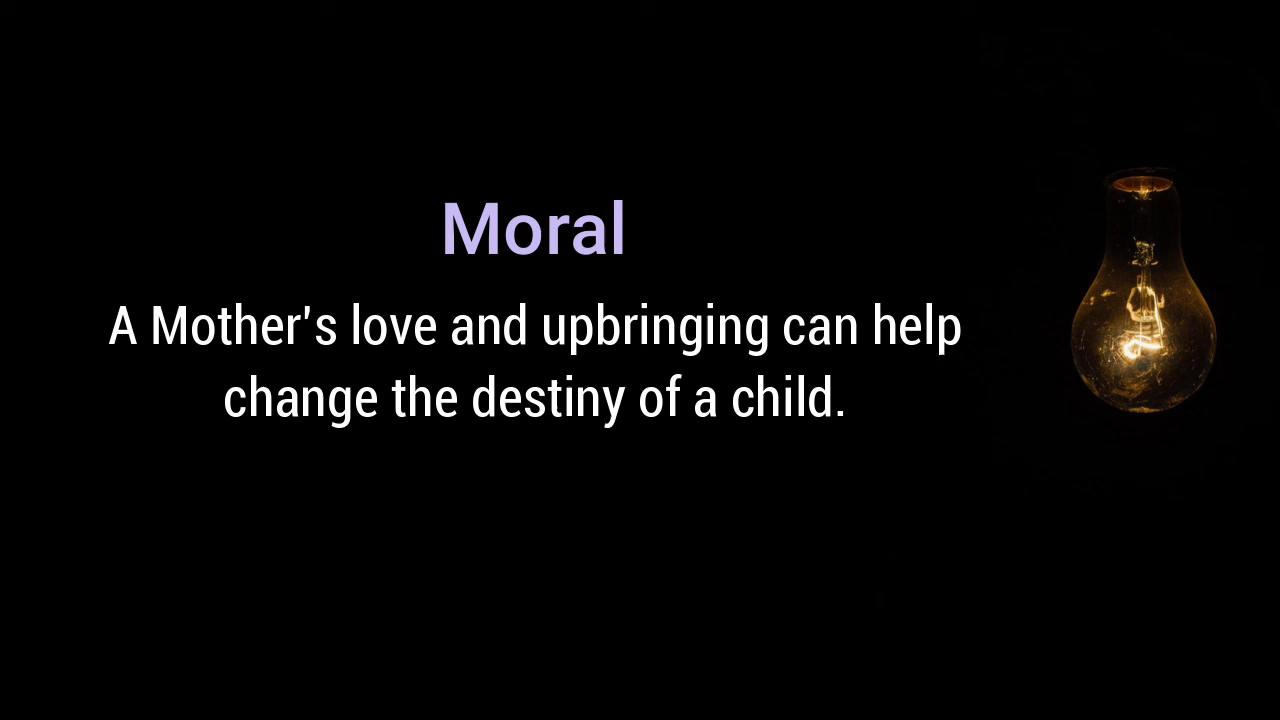 Moral
A Mother's love and upbringing can help
change the destiny of a child.